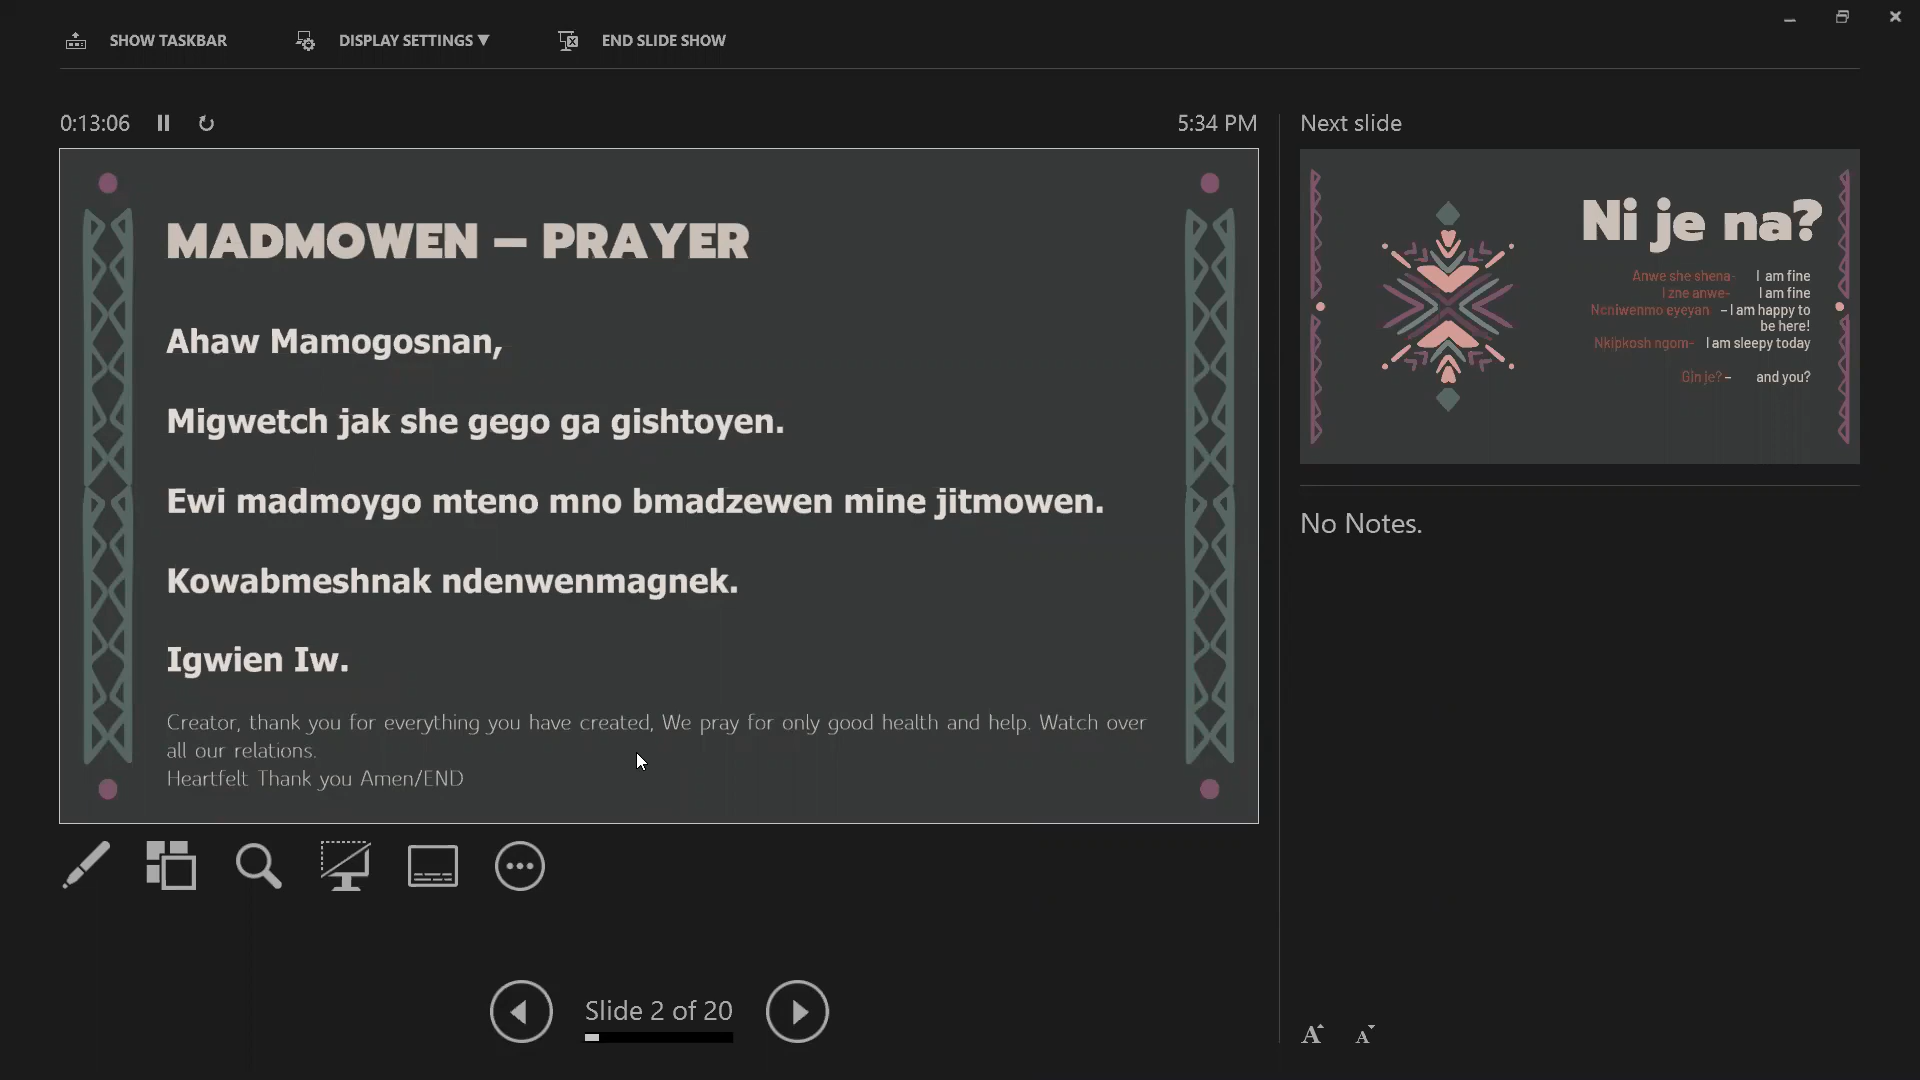 SHOW TASKBAR
DISPLAY SETTINGS ▼
END SLIDE SHOW
0:13:06
5:34 PM
MADMOWEN – PRAYER
Ahaw Mamogosnan,
Migwetch jak she gego ga gishtoyen.
Ewi madmoygo mteno mno bmadzewen mine jitmowen.
Kowabmeshnak ndenwenmagnek.
Igwien Iw.
Creator, thank you for everything you have created, We pray for only good health and help. Watch over
all our relations.
Heartfelt Thank you Amen/END
Slide 2 of 20
Next slide
Ni je na?
Anwe she shena- I am fine
I zne anwe- I am fine
Ncniwenmo eyeyan – I am happy to
be here!
Nkipkosh ngom- I am sleepy today
Gin je? – and you?
No Notes.
A A